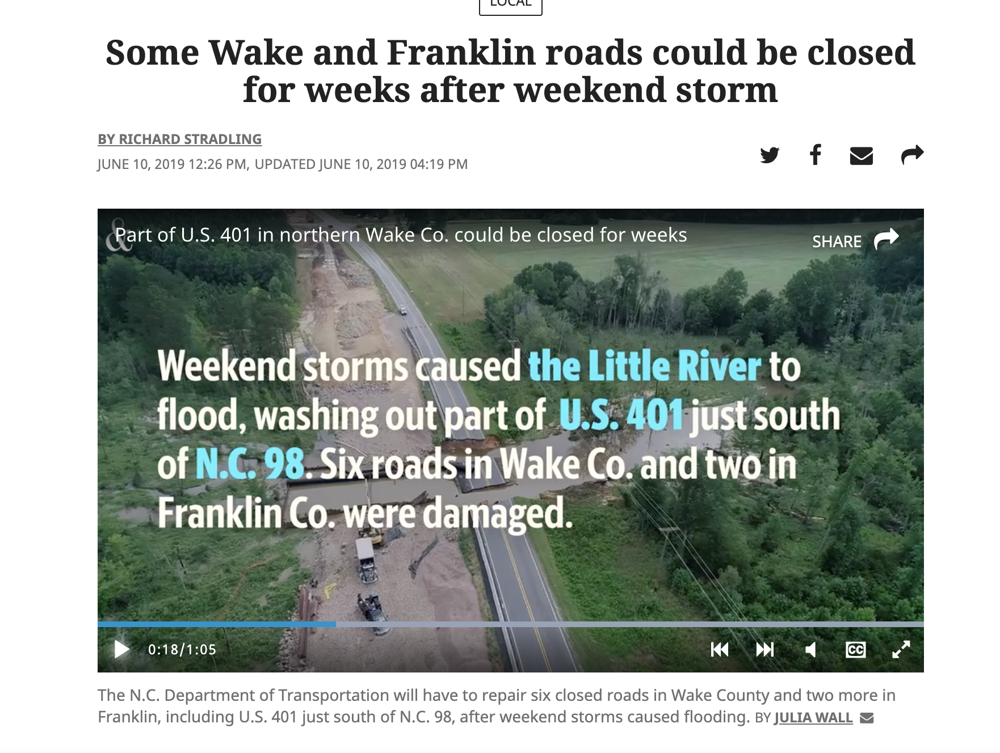 LOCAL
Some Wake and Franklin roads could be closed
for weeks after weekend storm
BY RICHARD STRADLING
JUNE 10, 2019 12:26 PM, UPDATED JUNE 10, 2019 04:19 PM
&
Part of U.S. 401 in northern Wake Co. could be closed for weeks
SHARE
Weekend storms caused the Little River to
flood, washing out part of U.S. 401 just south
of N.C. 98. Six roads in Wake Co. and two in
Franklin Co. were damaged.
0:18/1:05
CC
The N.C. Department of Transportation will have to repair six closed roads in Wake County and two more in
Franklin, including U.S. 401 just south of N.C. 98, after weekend storms caused flooding. BY JULIA WALL